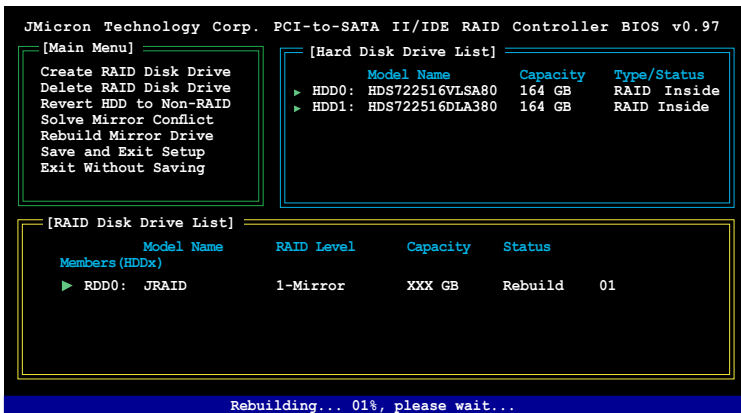 JMicron Technology Corp. PCI-to-SATA II/IDE RAID Controller BIOS v0.97
[Main Menu]
Create RAID Disk Drive
Delete RAID Disk Drive
Revert HDD to Non-RAID
Solve Mirror Conflict
Rebuild Mirror Drive
Save and Exit Setup
Exit Without Saving
[Hard Disk Drive List]
Model Name Capacity Type/Status
HDD0: HDS722516VLSA80 164 GB RAID Inside
HDD1: HDS722516DLA380 164 GB RAID Inside
[RAID Disk Drive List]
Model Name RAID Level Capacity Status
Members(HDDx)
RDD0: JRAID 1-Mirror XXX GB Rebuild 01
Rebuilding... 01%, please wait...